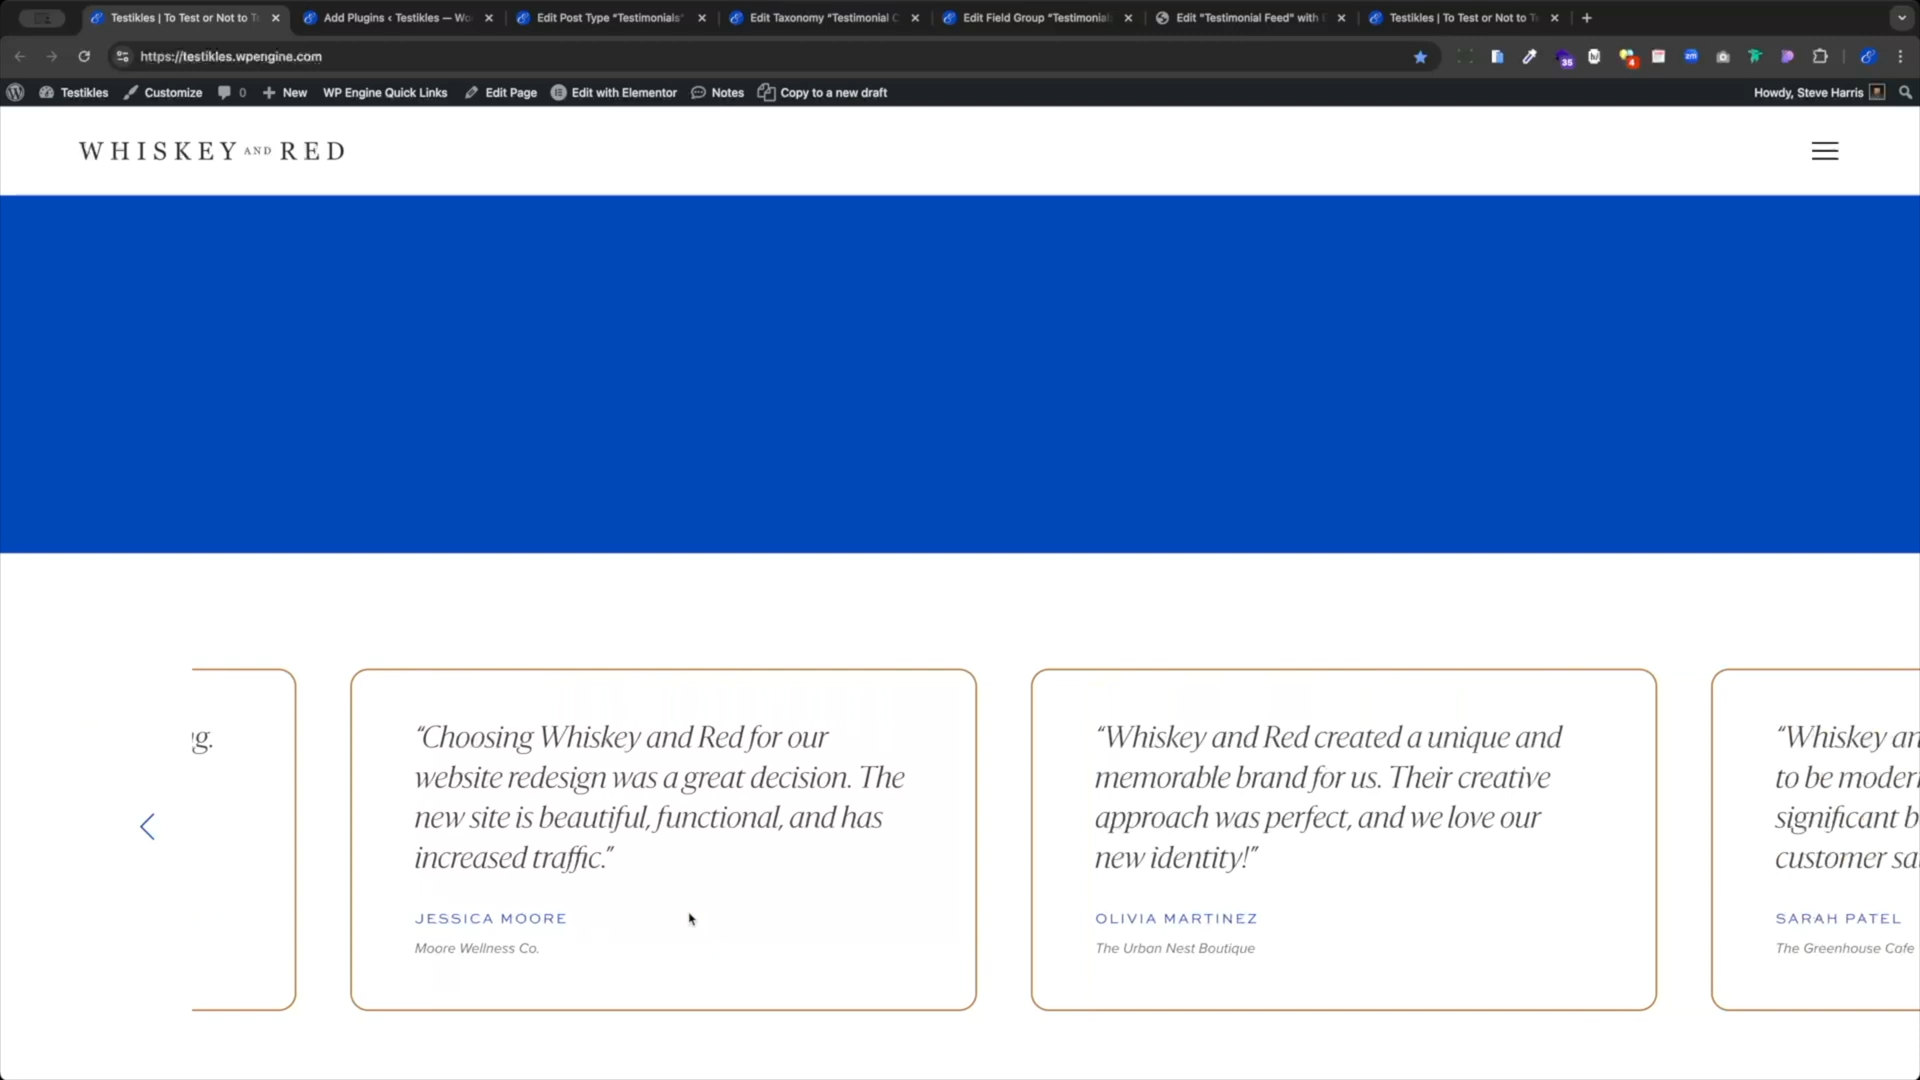 Testikles | To Test or Not to T
Add Plugins ‹ Testikles — Wo
Edit Post Type “Testimonials”
Edit Taxonomy “Testimonial C
Edit Field Group “Testimonial
Edit “Testimonial Feed” with E
Testikles | To Test or Not to T
https://testikles.wpengine.com
35
4
Testikles
Customize
0
New
WP Engine Quick Links
Edit Page
Edit with Elementor
Notes
Copy to a new draft
Howdy, Steve Harris
WHISKEY AND RED
g.
“Choosing Whiskey and Red for our
website redesign was a great decision. The
new site is beautiful, functional, and has
increased traffic.”
JESSICA MOORE
Moore Wellness Co.
“Whiskey and Red created a unique and
memorable brand for us. Their creative
approach was perfect, and we love our
new identity!”
OLIVIA MARTINEZ
The Urban Nest Boutique
“Whiskey an
to be moder
significant b
customer sa
SARAH PATEL
The Greenhouse Cafe